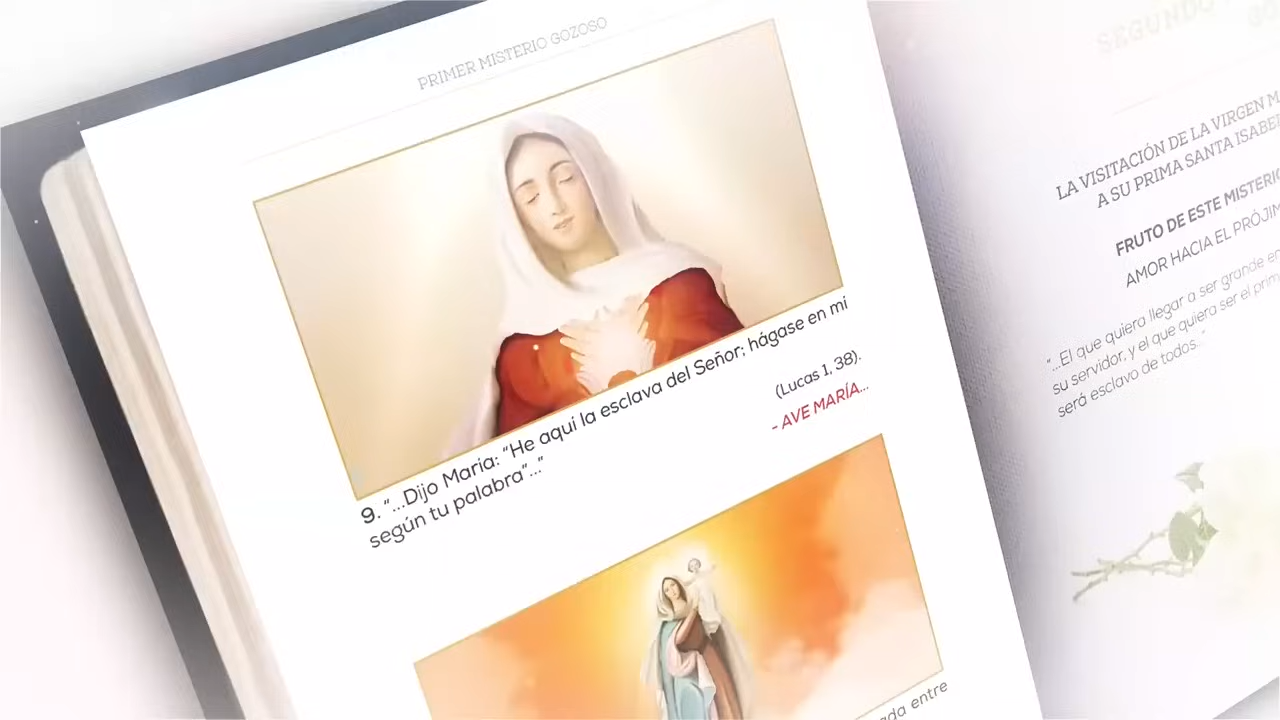 PRIMER MISTERIO GOZOSO
9. “...Dijo María: “He aquí la esclava del Señor; hágase en mí
según tu palabra”...”
(Lucas 1, 38).
- AVE MARÍA...
entre
SEGUNDO
LA VISITACIÓN DE LA VIRGEN
A SU PRIMA SANTA ISABEL
FRUTO DE ESTE MISTERIO
AMOR HACIA EL PRÓJIM
“...El que quiera llegar a ser grande
su servidor, y el que quiera ser el
será esclavo de todos...”